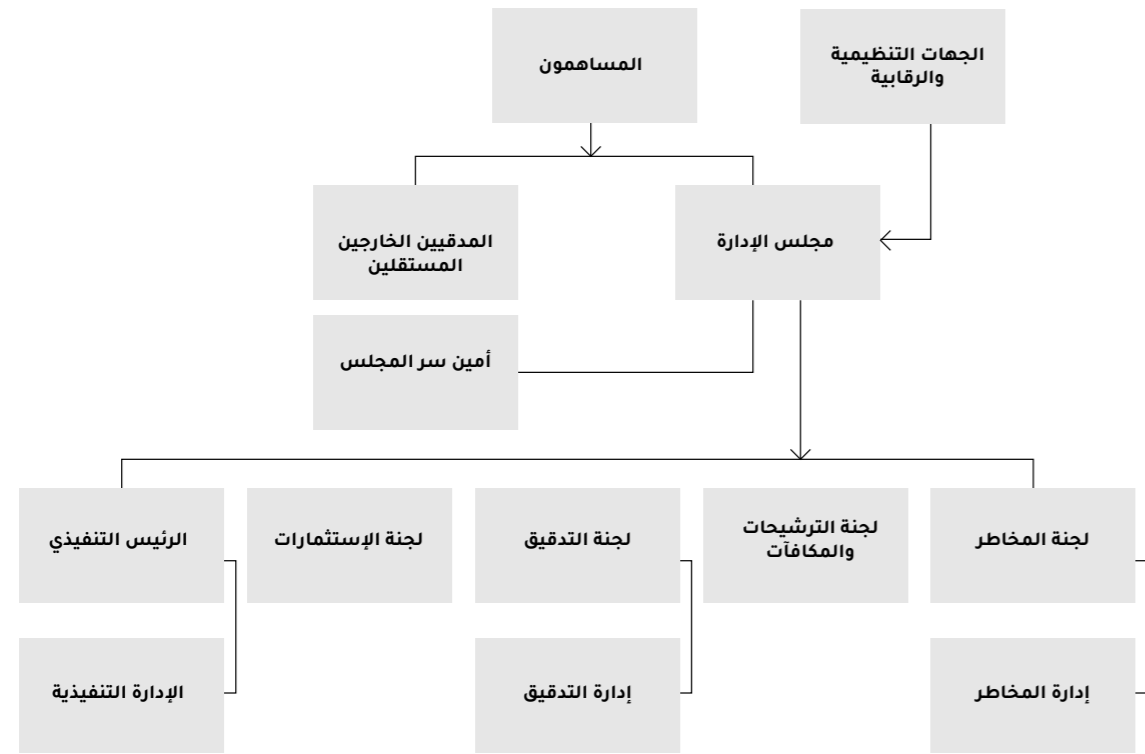 الجهات التنظيمية
والرقابية
المساهمون
مجلس الإدارة
المدقيين الخارجين
المستقلين
أمين سر المجلس
لجنة المخاطر
لجنة الترشيحات
والمكافآت
لجنة التدقيق
لجنة الإستثمارات
الرئيس التنفيذي
إدارة المخاطر
إدارة التدقيق
الإدارة التنفيذية